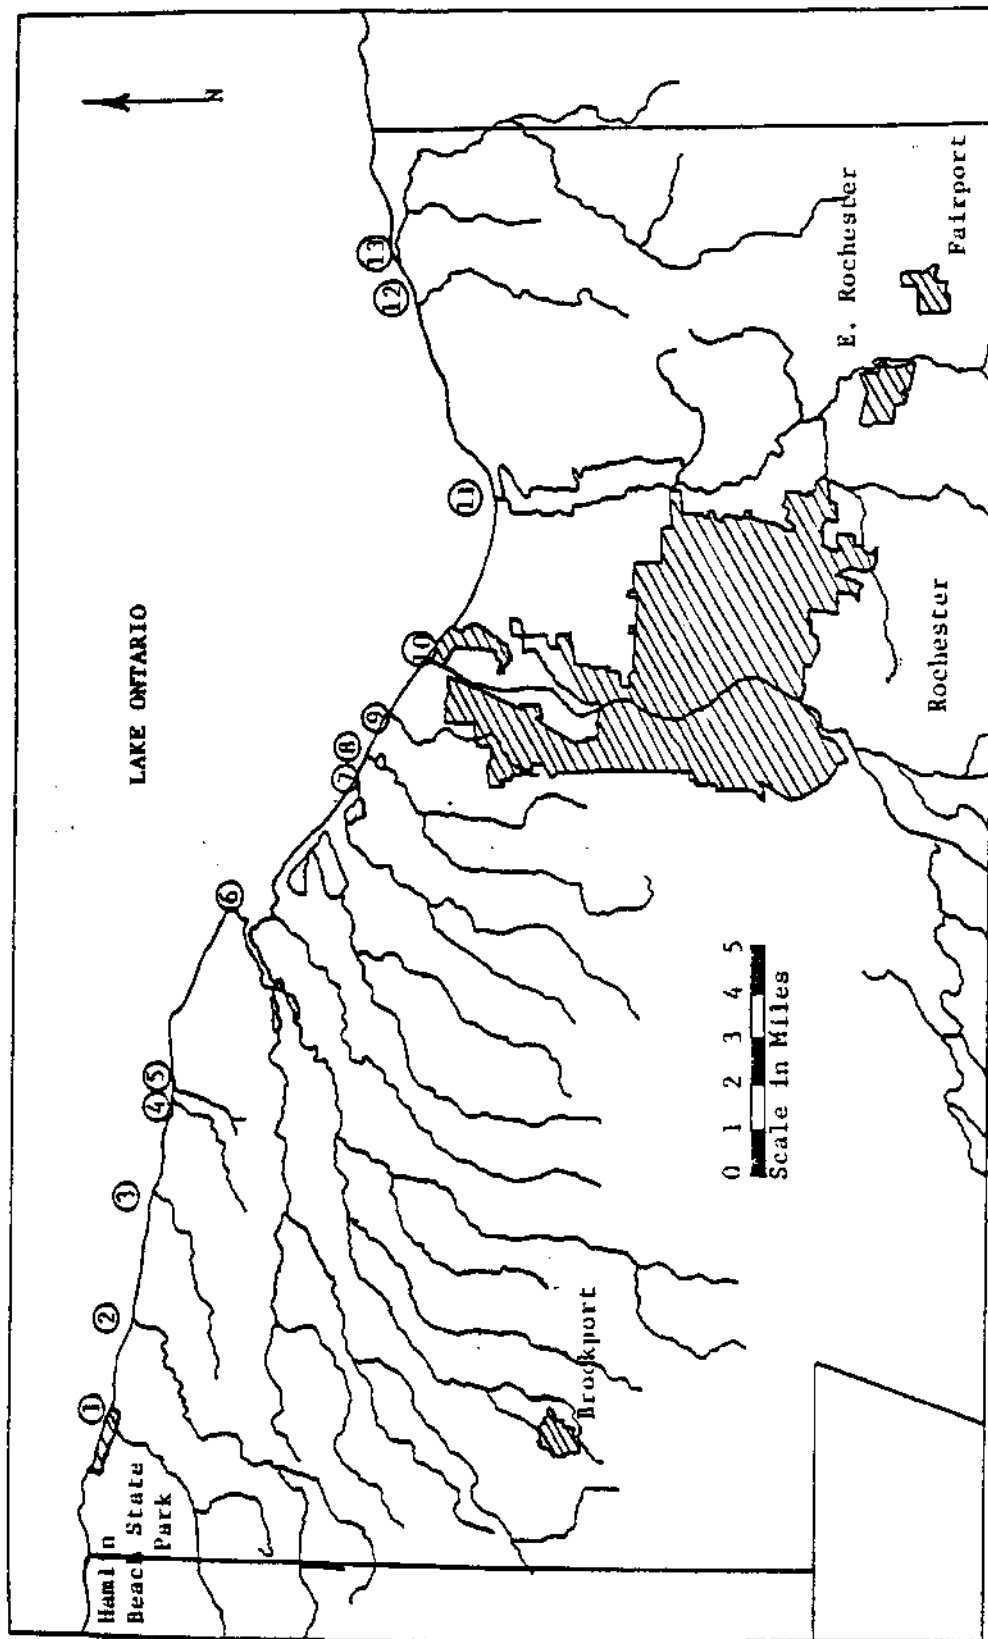 N
LAKE ONTARIO
1
2
3
4
5
6
7
8
9
10
11
12
13
Hamlin
Beach State
Park
Brockport
0 1 2 3 4 5
Scale in Miles
Rochester
E. Rochester
Fairport